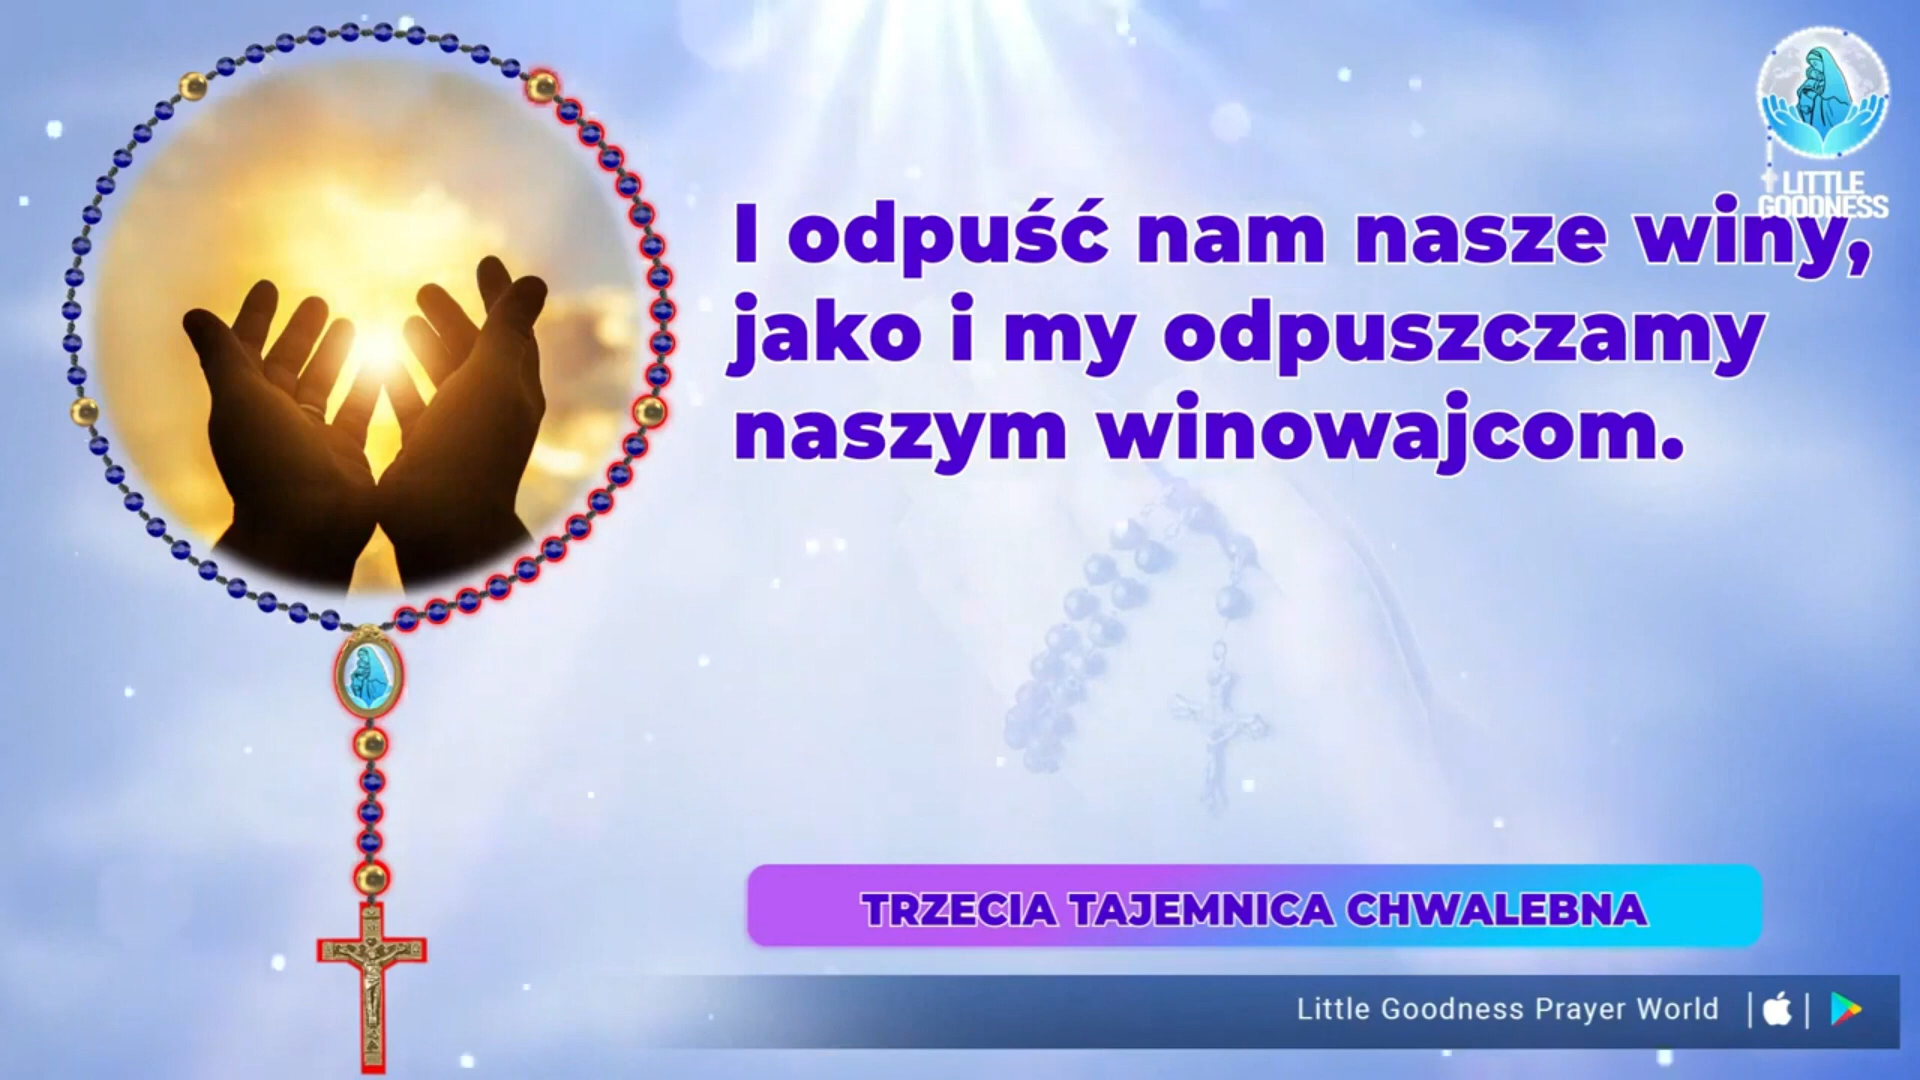 LITTLE
GOODNESS
I odpuść nam nasze winy,
jako i my odpuszczamy
naszym winowajcom.
TRZECIA TAJEMNICA CHWALEBNA
Little Goodness Prayer World